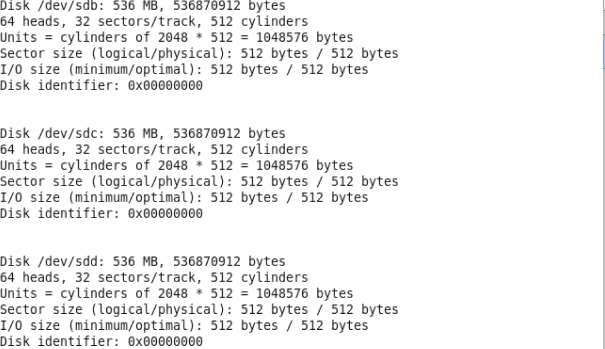 Disk /dev/sdb: 536 MB, 536870912 bytes
64 heads, 32 sectors/track, 512 cylinders
Units = cylinders of 2048 * 512 = 1048576 bytes
Sector size (logical/physical): 512 bytes / 512 bytes
I/O size (minimum/optimal): 512 bytes / 512 bytes
Disk identifier: 0x00000000
Disk /dev/sdc: 536 MB, 536870912 bytes
64 heads, 32 sectors/track, 512 cylinders
Units = cylinders of 2048 * 512 = 1048576 bytes
Sector size (logical/physical): 512 bytes / 512 bytes
I/O size (minimum/optimal): 512 bytes / 512 bytes
Disk identifier: 0x00000000
Disk /dev/sdd: 536 MB, 536870912 bytes
64 heads, 32 sectors/track, 512 cylinders
Units = cylinders of 2048 * 512 = 1048576 bytes
Sector size (logical/physical): 512 bytes / 512 bytes
I/O size (minimum/optimal): 512 bytes / 512 bytes
Disk identifier: 0x00000000